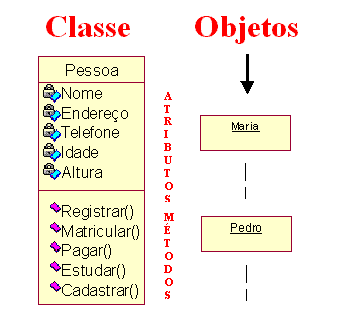 Classe
Objetos
Pessoa
Nome
Endereço
Telefone
Idade
Altura
Registrar()
Matricular()
Pagar()
Estudar()
Cadastrar()
ATRIBUTOS
MÉTODOS
Maria
Pedro